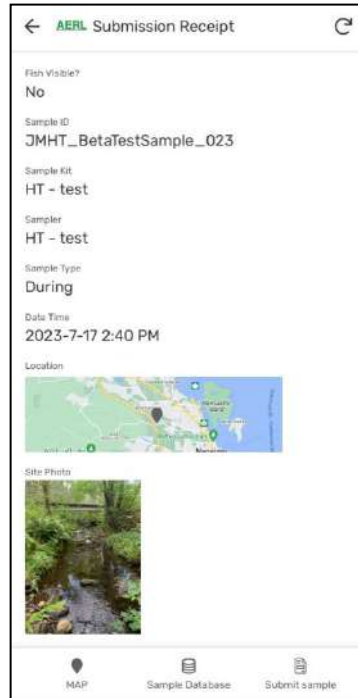 AERL Submission Receipt
Fish Visible?
No
Sample ID
JMHT_BetaTestSample_023
Sample Kit
HT - test
Sampler
HT - test
Sample Type
During
Date Time
2023-7-17 2:40 PM
Location
Nanaimo
Site Photo
MAP
Sample Database
Submit sample